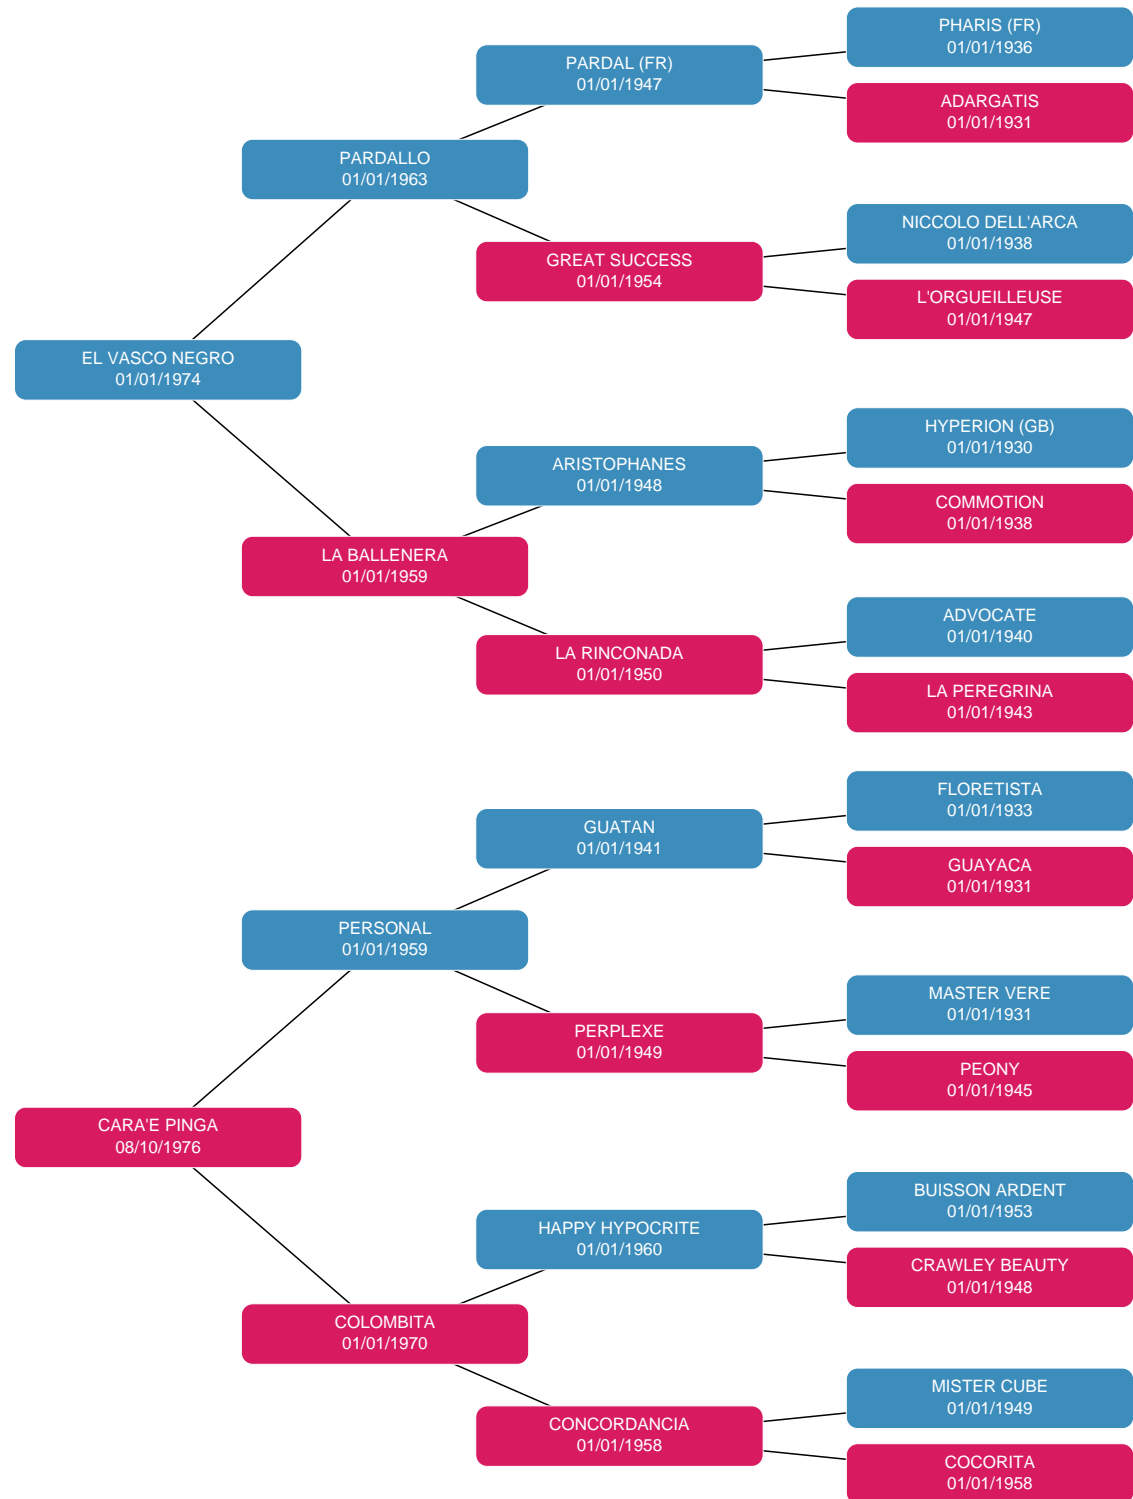 PHARIS (FR)
01/01/1936
PARDAL (FR)
01/01/1947
ADARGATIS
01/01/1931
PARDALLO
01/01/1963
NICCOLO DELL'ARCA
01/01/1938
GREAT SUCCESS
01/01/1954
L'ORGUEILLEUSE
01/01/1947
EL VASCO NEGRO
01/01/1974
HYPERION (GB)
01/01/1930
ARISTOPHANES
01/01/1948
COMMOTION
01/01/1938
LA BALLENERA
01/01/1959
ADVOCATE
01/01/1940
LA RINCONADA
01/01/1950
LA PEREGRINA
01/01/1943
FLORETISTA
01/01/1933
GUATAN
01/01/1941
GUAYACA
01/01/1931
PERSONAL
01/01/1959
MASTER VERE
01/01/1931
PERPLEXE
01/01/1949
PEONY
01/01/1945
CARA'E PINGA
08/10/1976
BUISSON ARDENT
01/01/1953
HAPPY HYPOCRITE
01/01/1960
CRAWLEY BEAUTY
01/01/1948
COLOMBITA
01/01/1970
MISTER CUBE
01/01/1949
CONCORDANCIA
01/01/1958
COCORITA
01/01/1958